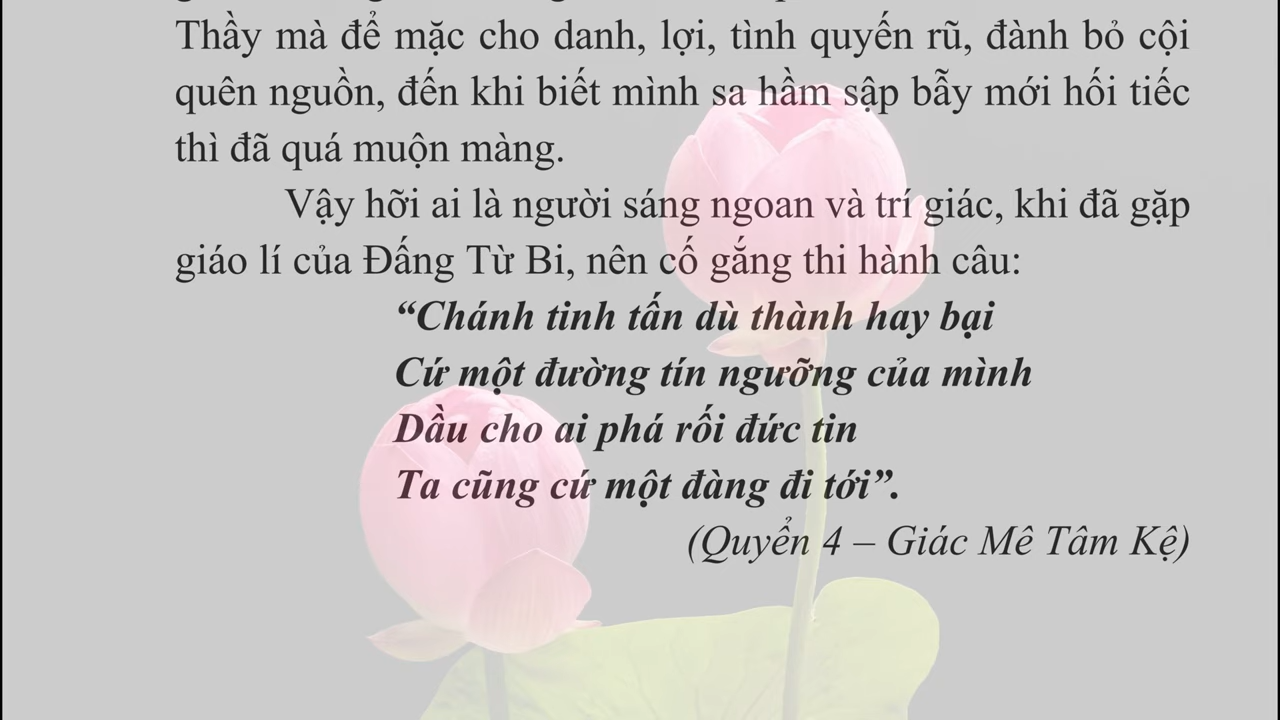 Thầy mà để mặc cho danh, lợi, tình quyến rũ, đành bỏ cội
quên nguồn, đến khi biết mình sa hầm sập bẫy mới hối tiếc
thì đã quá muộn màng.
Vậy hỡi ai là người sáng ngoan và trí giác, khi đã gặp
giáo lí của Đấng Từ Bi, nên cố gắng thi hành câu:
“Chánh tinh tấn dù thành hay bại
Cứ một đường tín ngưỡng của mình
Dầu cho ai phá rối đức tin
Ta cũng cứ một đàng đi tới”.
(Quyển 4 – Giác Mê Tâm Kệ)